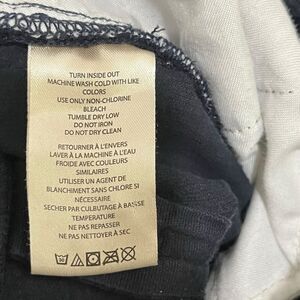 TURN INSIDE OUT
MACHINE WASH COLD WITH LIKE
COLORS
USE ONLY NON-CHLORINE
BLEACH
TUMBLE DRY LOW
DO NOT IRON
DO NOT DRY CLEAN
RETOURNER À L'ENVERS
LAVER À LA MACHINE À L'EAU
FROIDE AVEC COULEURS
SIMILAIRES
UTILISER UN AGENT DE
BLANCHIMENT SANS CHLORE SI
NÉCESSAIRE
SECHER PAR CULBUTAGE À BASSE
TEMPERATURE
NE PAS REPASSER
NE PAS NETTOYER À SEC